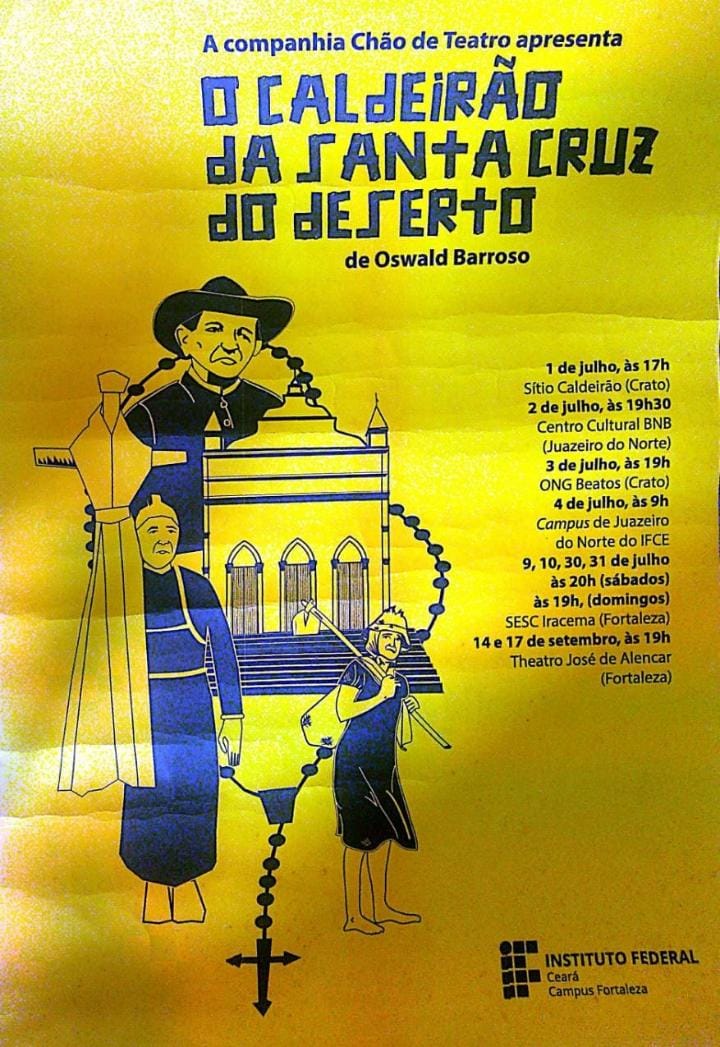 A companhia Chão de Teatro apresenta
O CALDEIRÃO
DA SANTA CRUZ
DO DESERTO
de Oswald Barroso
1 de julho, às 17h
Sítio Caldeirão (Crato)
2 de julho, às 19h30
Centro Cultural BNB
(Juazeiro do Norte)
3 de julho, às 19h
ONG Beatos (Crato)
4 de julho, às 9h
Campus de Juazeiro
do Norte do IFCE
9, 10, 30, 31 de julho
às 20h (sábados)
às 19h, (domingos)
SESC Iracema (Fortaleza)
14 e 17 de setembro, às 19h
Theatro José de Alencar
(Fortaleza)
INSTITUTO FEDERAL
Ceará
Campus Fortaleza